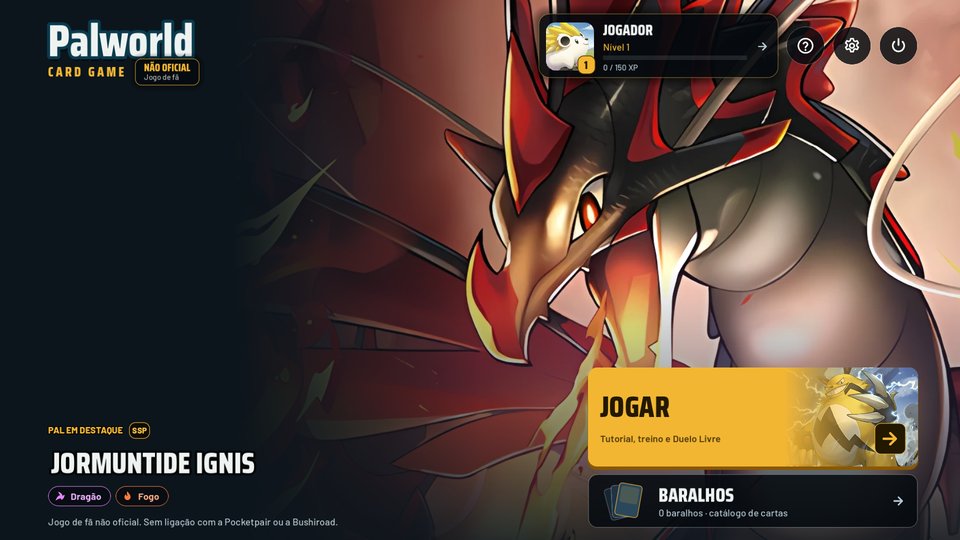 Palworld
CARD GAME
NÃO OFICIAL
Jogo de fã
JOGADOR
Nível 1
1
0 / 150 XP
PAL EM DESTAQUE SSP
JORMUNTIDE IGNIS
Dragão
Fogo
Jogo de fã não oficial. Sem ligação com a Pocketpair ou a Bushiroad.
JOGAR
Tutorial, treino e Duelo Livre
BARALHOS
0 baralhos · catálogo de cartas